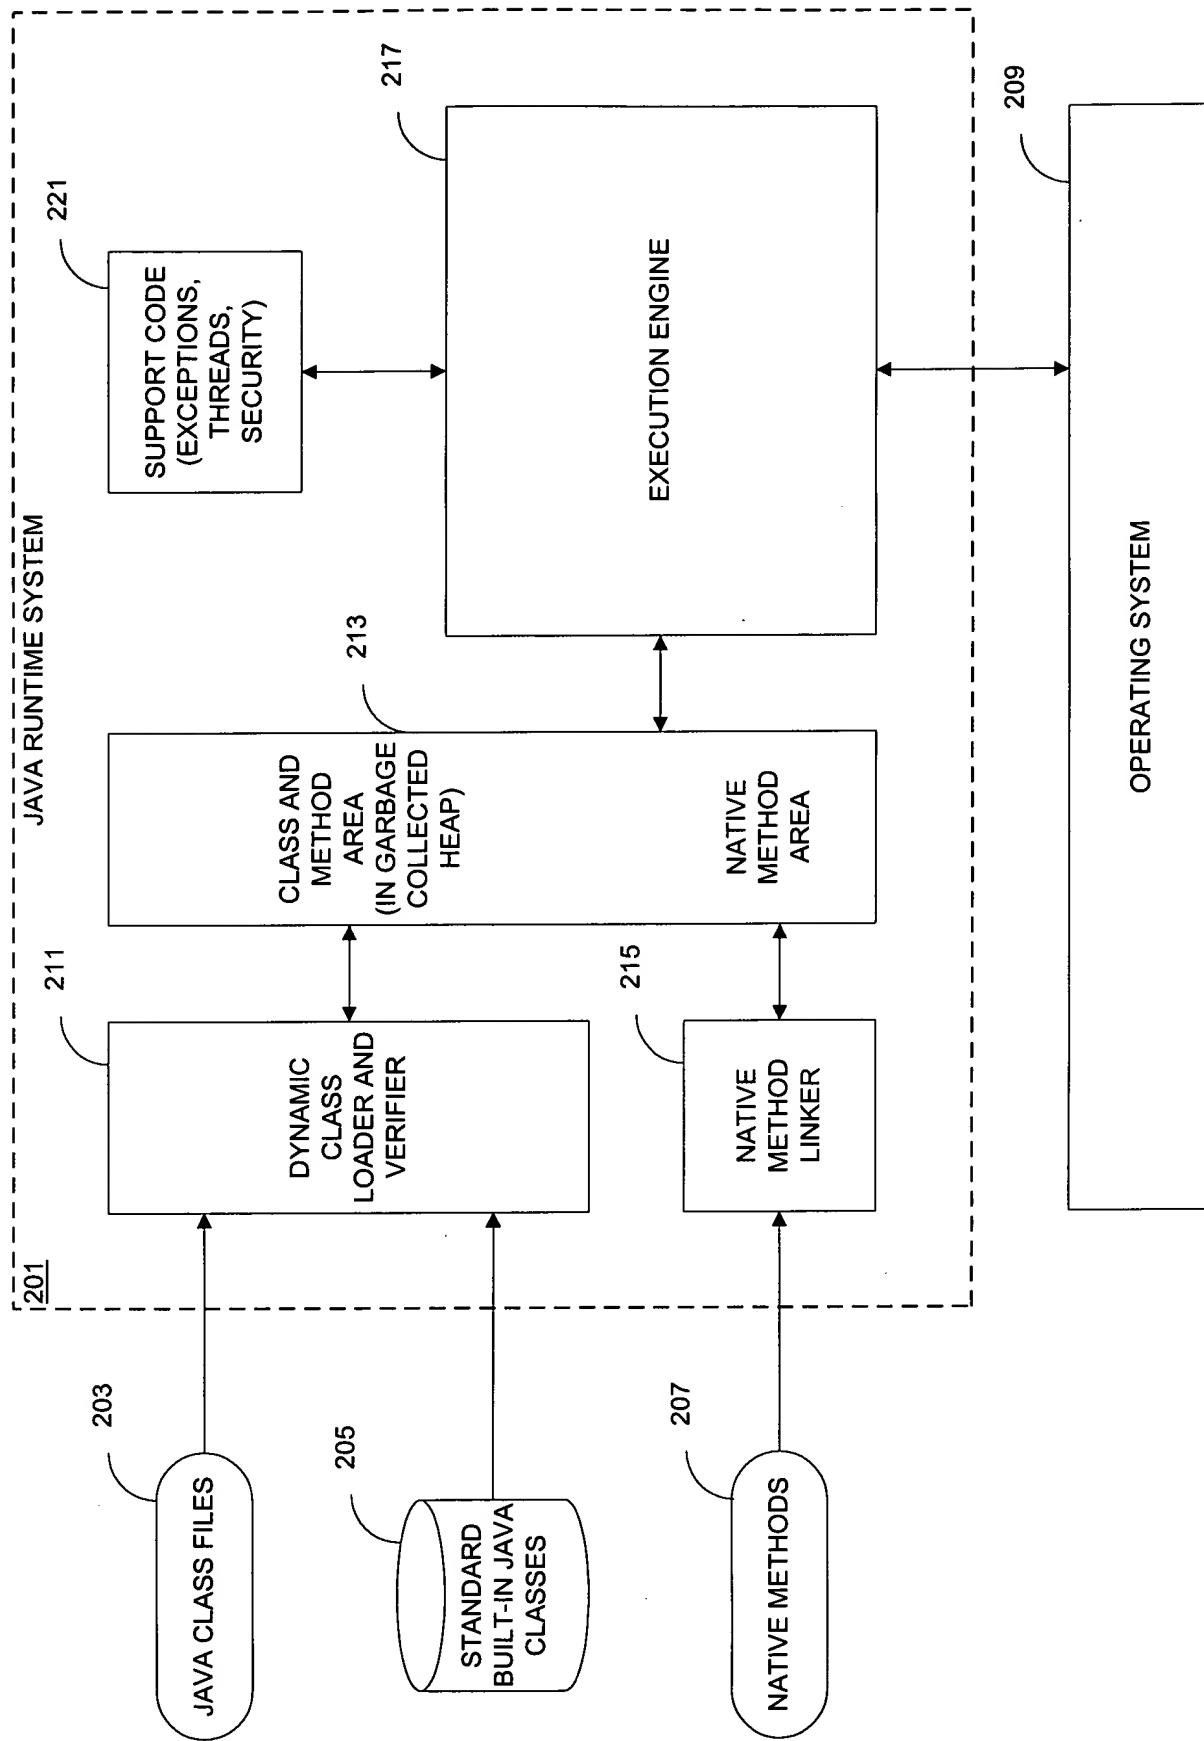 JAVA RUNTIME SYSTEM
201
203
JAVA CLASS FILES
205
STANDARD
BUILT-IN JAVA
CLASSES
207
NATIVE METHODS
211
DYNAMIC
CLASS
LOADER AND
VERIFIER
215
NATIVE
METHOD
LINKER
213
CLASS AND
METHOD
AREA
(IN GARBAGE
COLLECTED
HEAP)
NATIVE
METHOD
AREA
221
SUPPORT CODE
(EXCEPTIONS,
THREADS,
SECURITY)
217
EXECUTION ENGINE
209
OPERATING SYSTEM